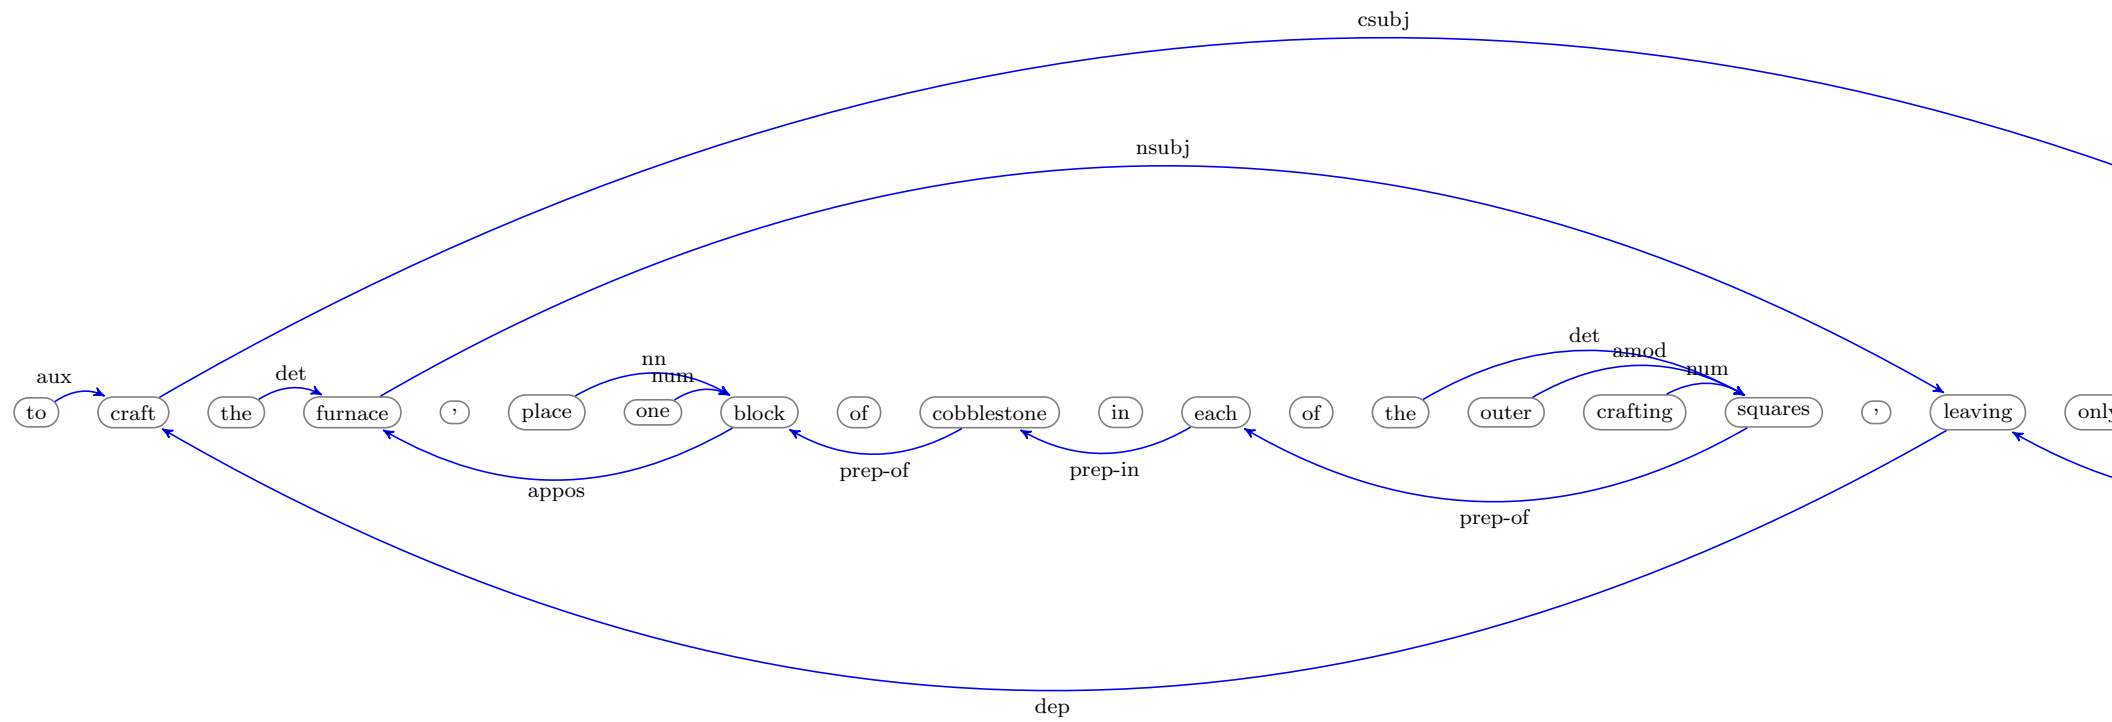 csubj
nsubj
det
amod
nn
num
num
aux
det
to craft the furnace , place one block of cobblestone in each of the outer crafting squares , leaving
prep-of
prep-in
appos
prep-of
dep